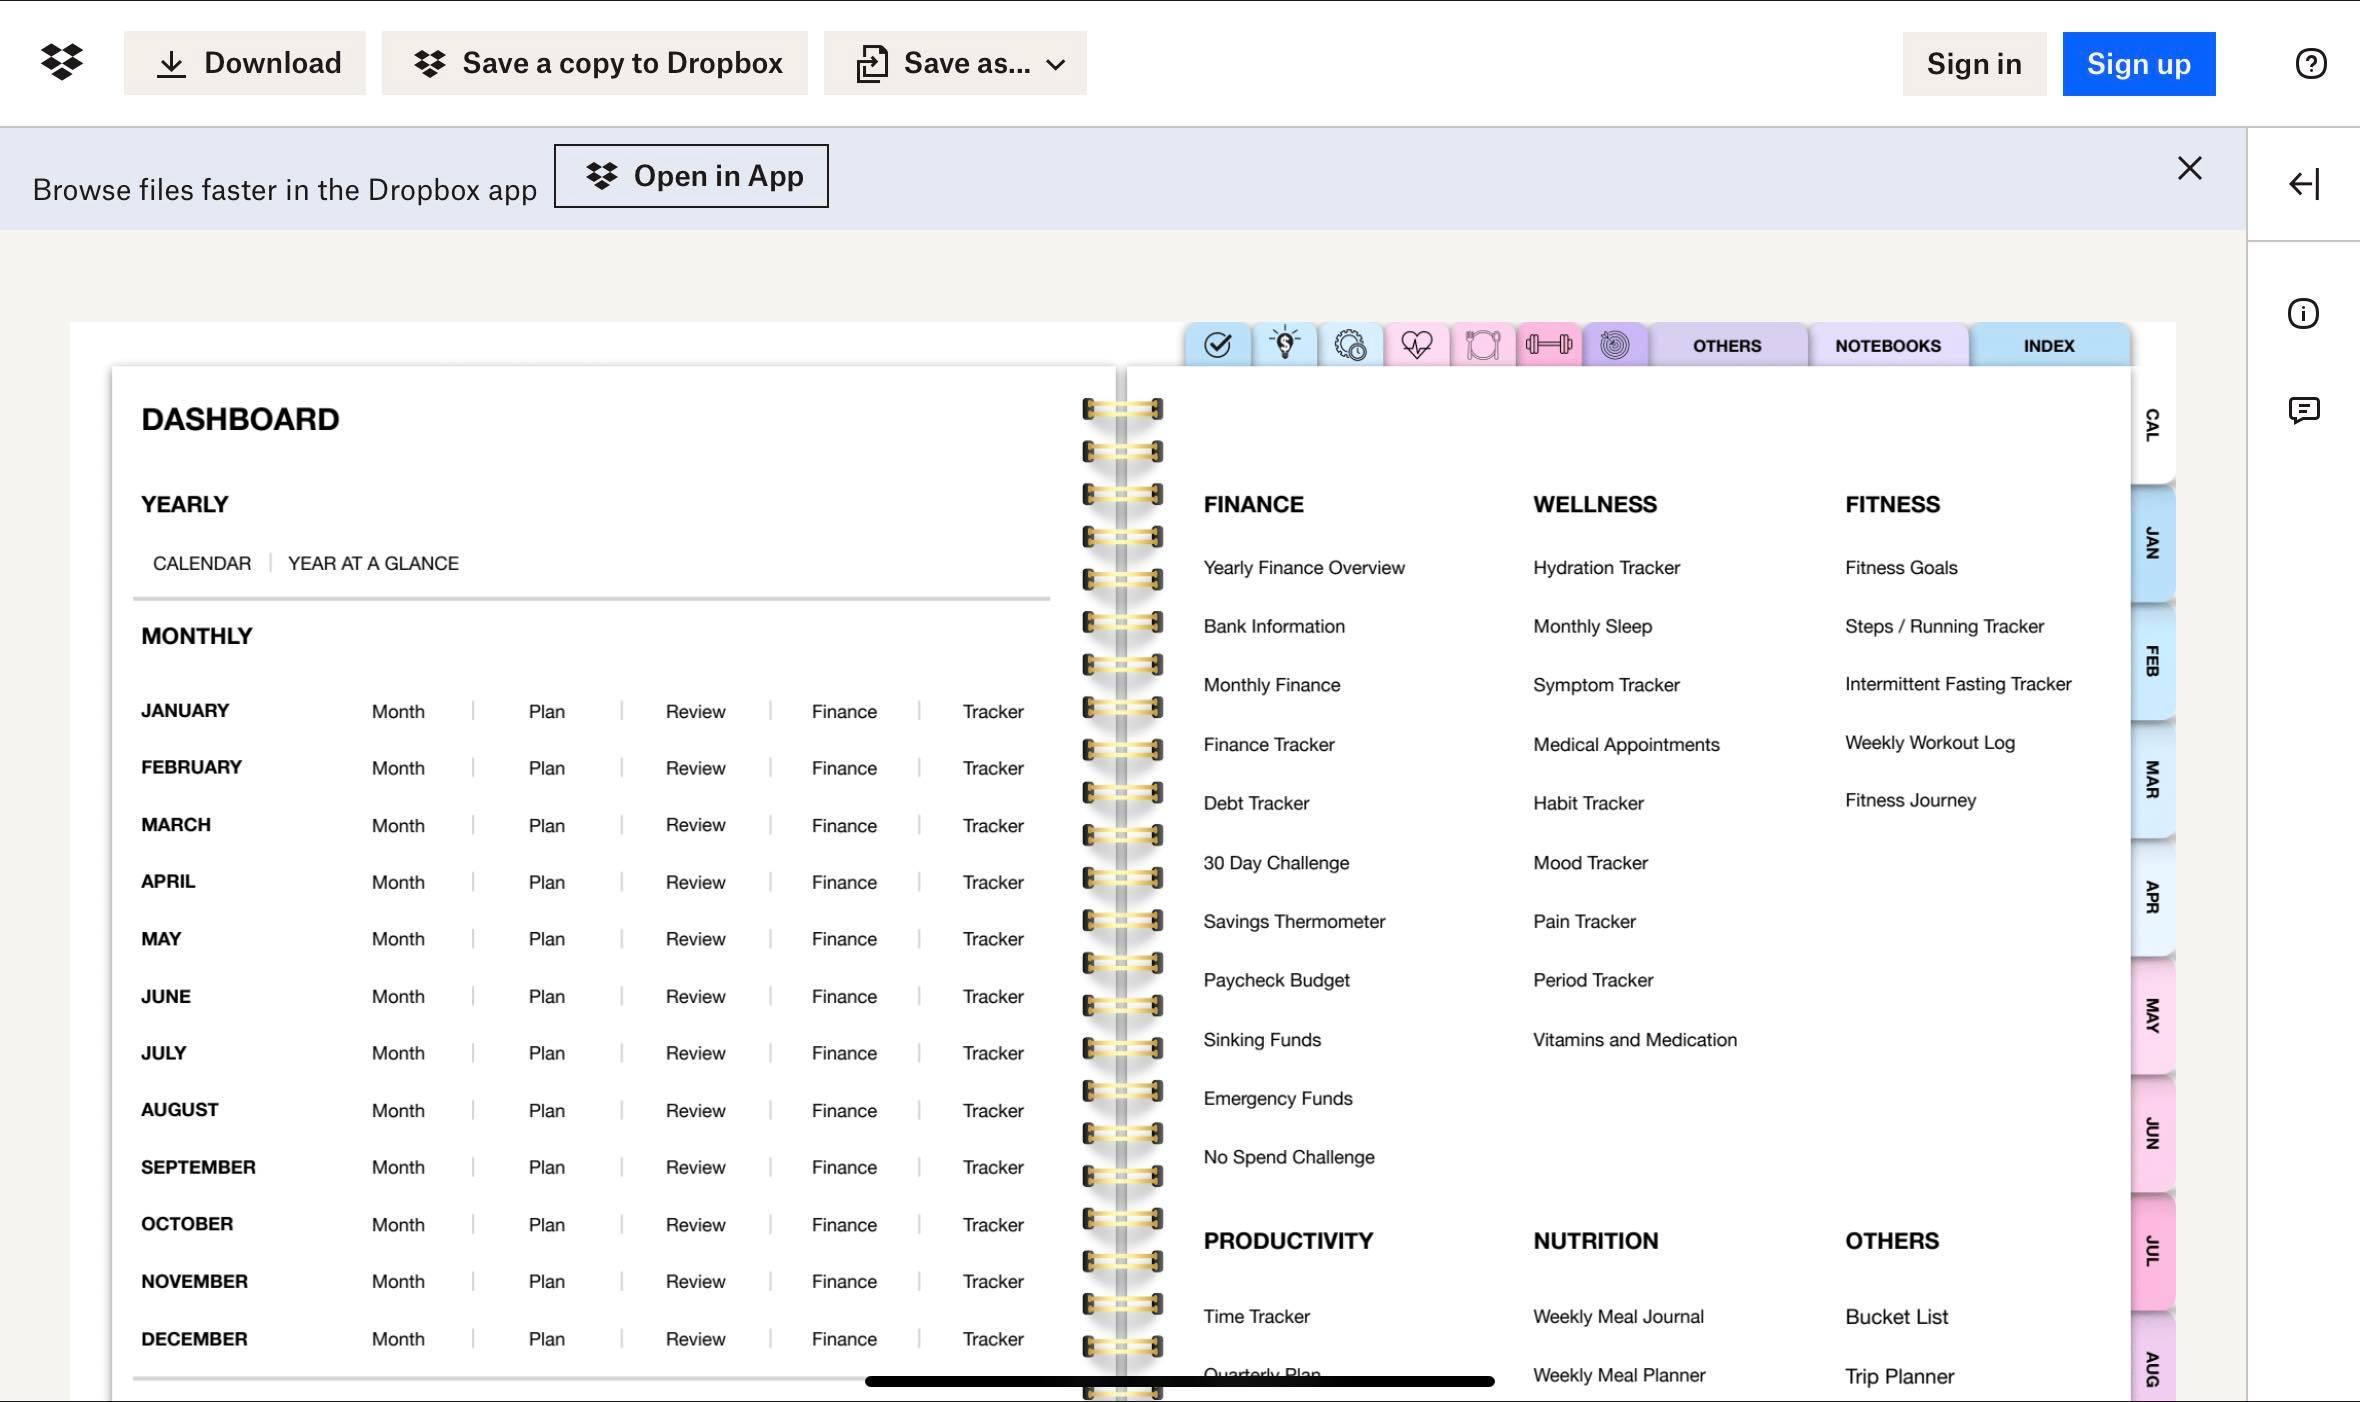 Download
Save a copy to Dropbox
Save as...
Sign in
Sign up
Browse files faster in the Dropbox app
Open in App
OTHERS
NOTEBOOKS
INDEX
DASHBOARD
YEARLY
CALENDAR | YEAR AT A GLANCE
MONTHLY
JANUARY Month | Plan | Review | Finance | Tracker
FEBRUARY Month | Plan | Review | Finance | Tracker
MARCH Month | Plan | Review | Finance | Tracker
APRIL Month | Plan | Review | Finance | Tracker
MAY Month | Plan | Review | Finance | Tracker
JUNE Month | Plan | Review | Finance | Tracker
JULY Month | Plan | Review | Finance | Tracker
AUGUST Month | Plan | Review | Finance | Tracker
SEPTEMBER Month | Plan | Review | Finance | Tracker
OCTOBER Month | Plan | Review | Finance | Tracker
NOVEMBER Month | Plan | Review | Finance | Tracker
DECEMBER Month | Plan | Review | Finance | Tracker
FINANCE
Yearly Finance Overview
Bank Information
Monthly Finance
Finance Tracker
Debt Tracker
30 Day Challenge
Savings Thermometer
Paycheck Budget
Sinking Funds
Emergency Funds
No Spend Challenge
WELLNESS
Hydration Tracker
Monthly Sleep
Symptom Tracker
Medical Appointments
Habit Tracker
Mood Tracker
Pain Tracker
Period Tracker
Vitamins and Medication
FITNESS
Fitness Goals
Steps / Running Tracker
Intermittent Fasting Tracker
Weekly Workout Log
Fitness Journey
PRODUCTIVITY
Time Tracker
Quarterly Plan
NUTRITION
Weekly Meal Journal
Weekly Meal Planner
OTHERS
Bucket List
Trip Planner
CAL
JAN
FEB
MAR
APR
MAY
JUN
JUL
AUG